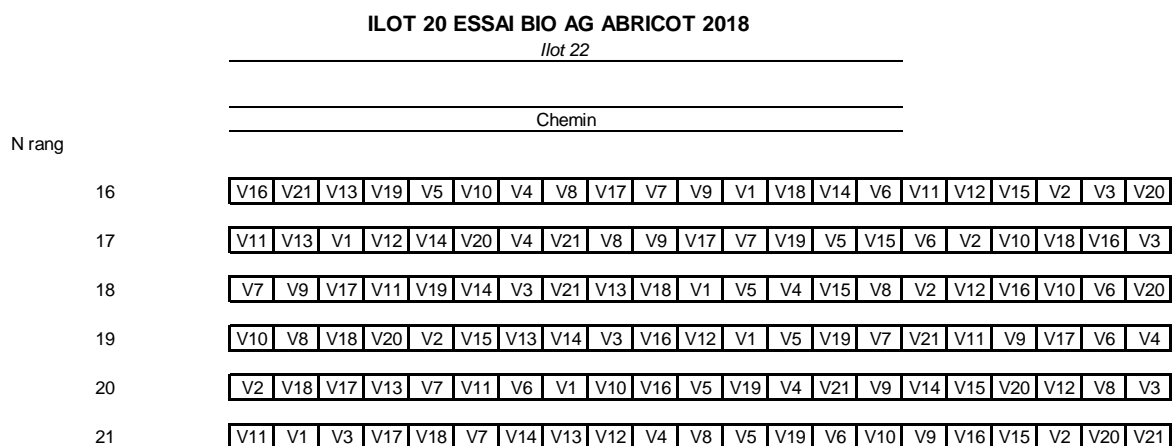 ILOT 20 ESSAI BIO AG ABRICOT 2018
Ilot 22
Chemin
N rang
16 V16 V21 V13 V19 V5 V10 V4 V8 V17 V7 V9 V1 V18 V14 V6 V11 V12 V15 V2 V3 V20
17 V11 V13 V1 V12 V14 V20 V4 V21 V8 V9 V17 V7 V19 V5 V15 V6 V2 V10 V18 V16 V3
18 V7 V9 V17 V11 V19 V14 V3 V21 V13 V18 V1 V5 V4 V15 V8 V2 V12 V16 V10 V6 V20
19 V10 V8 V18 V20 V2 V15 V13 V14 V3 V16 V12 V1 V5 V19 V7 V21 V11 V9 V17 V6 V4
20 V2 V18 V17 V13 V7 V11 V6 V1 V10 V16 V5 V19 V4 V21 V9 V14 V15 V20 V12 V8 V3
21 V11 V1 V3 V17 V18 V7 V14 V13 V12 V4 V8 V5 V19 V6 V10 V9 V16 V15 V2 V20 V21